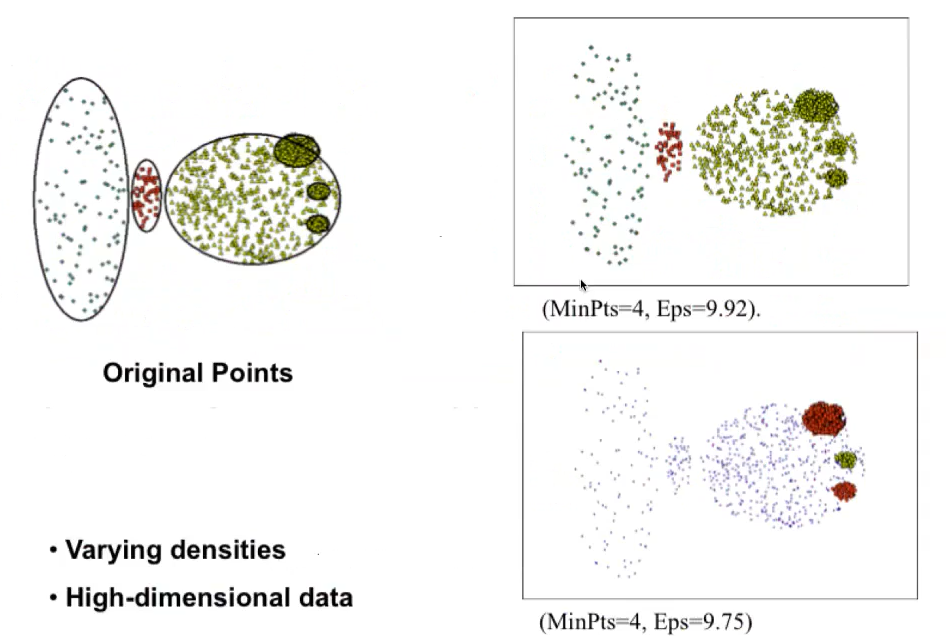 (MinPts=4, Eps=9.92).
Original Points
• Varying densities
• High-dimensional data
(MinPts=4, Eps=9.75)